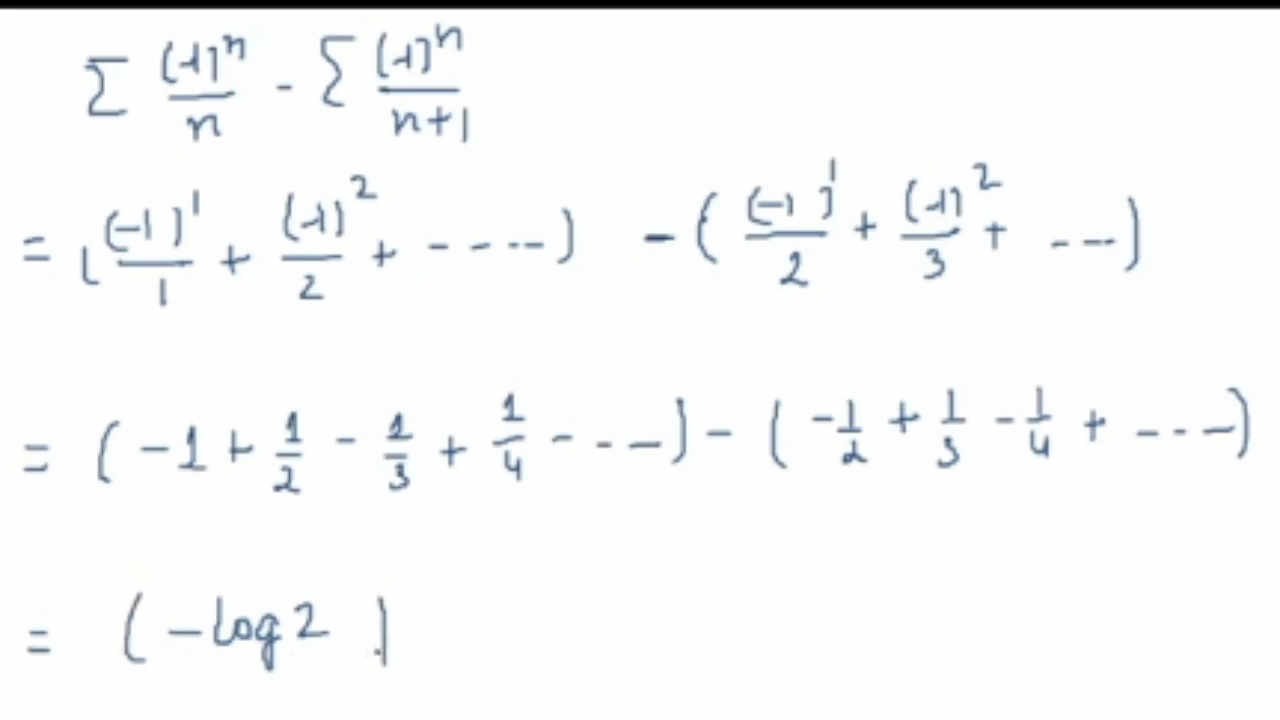 Σ (-1)^n/n - Σ (-1)^n/(n+1)
= ((-1)^1/1 + (-1)^2/2 + - - - - -) - ((-1)^1/2 + (-1)^2/3 + - - -)
= (-1 + 1/2 - 1/3 + 1/4 - - - -) - (-1/2 + 1/3 - 1/4 + - - - -)
= (-log 2)